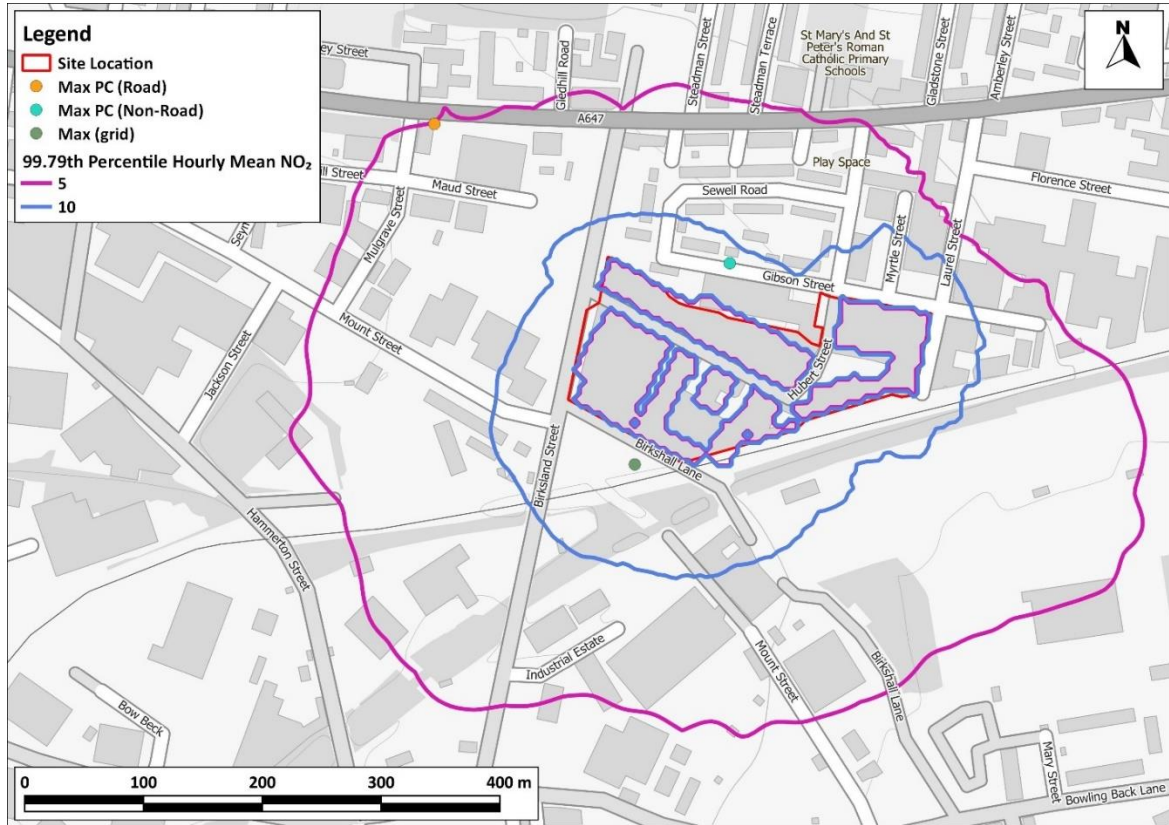 Legend
Site Location
Max PC (Road)
Max PC (Non-Road)
Max (grid)
99.79th Percentile Hourly Mean NO₂
5
10
N
Gledhill Road
Steadman Street
Steadman Terrace
St Mary's And St
Peter's Roman
Catholic Primary
Schools
Gladstone Street
Amberley Street
A647
Play Space
Maud Street
Sewell Road
Florence Street
Mulgrave Street
Myrtle Street
Laurel Street
Gibson Street
Mount Street
Jackson Street
Hubert Street
Birksland Street
Birkshall Lane
Hammerton Street
Industrial Estate
Mount Street
Birkshall Lane
Bow Beck
Mary Street
Bowling Back Lane
0 100 200 300 400 m